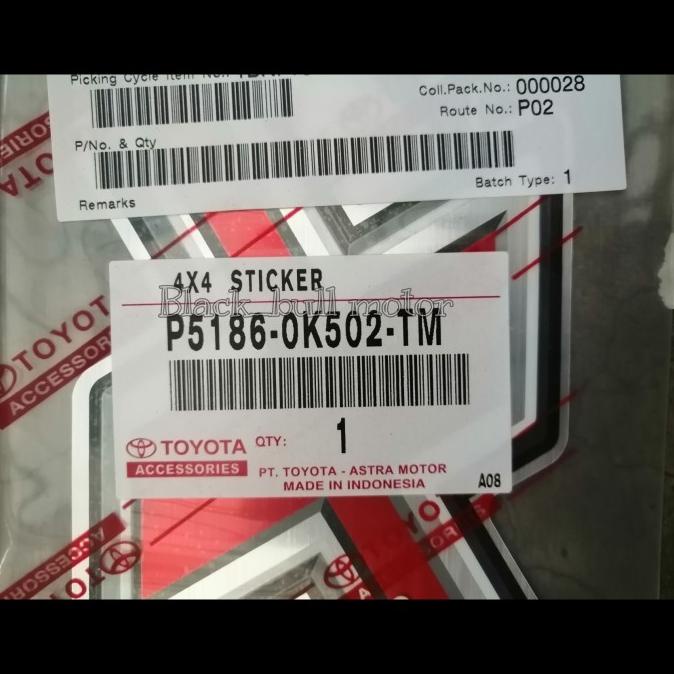 Picking Cycle Item No.:
Coll.Pack.No.: 000028
Route No.: P02
P/No. & Qty
Batch Type: 1
Remarks
4X4 STICKER
Black_bull motor
P5186-0K502-TM
TOYOTA
ACCESSORIES
QTY: 1
PT. TOYOTA - ASTRA MOTOR
MADE IN INDONESIA
A08
TOYOTA
ACCESSORIES
TOYOTA
ACCESSORIES